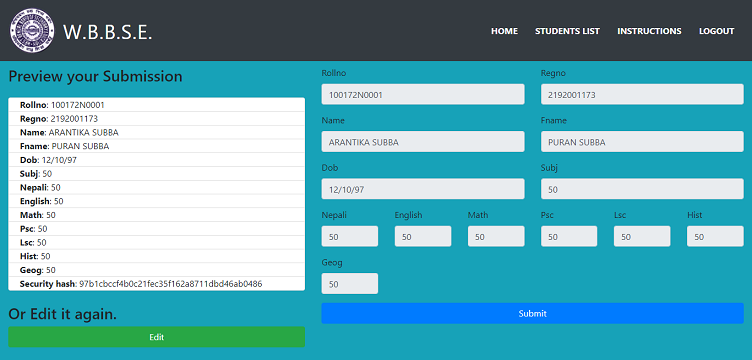 W.B.B.S.E.
HOME STUDENTS LIST INSTRUCTIONS LOGOUT
Preview your Submission
Rollno: 100172N0001
Regno: 2192001173
Name: ARANTIKA SUBBA
Fname: PURAN SUBBA
Dob: 12/10/97
Subj: 50
Nepali: 50
English: 50
Math: 50
Psc: 50
Lsc: 50
Hist: 50
Geog: 50
Security hash: 97b1cbccf4b0c21fec35f162a8711dbd46ab0486
Or Edit it again.
Edit
Rollno Regno
100172N0001 2192001173
Name Fname
ARANTIKA SUBBA PURAN SUBBA
Dob Subj
12/10/97 50
Nepali English Math Psc Lsc Hist
50 50 50 50 50 50
Geog
50
Submit